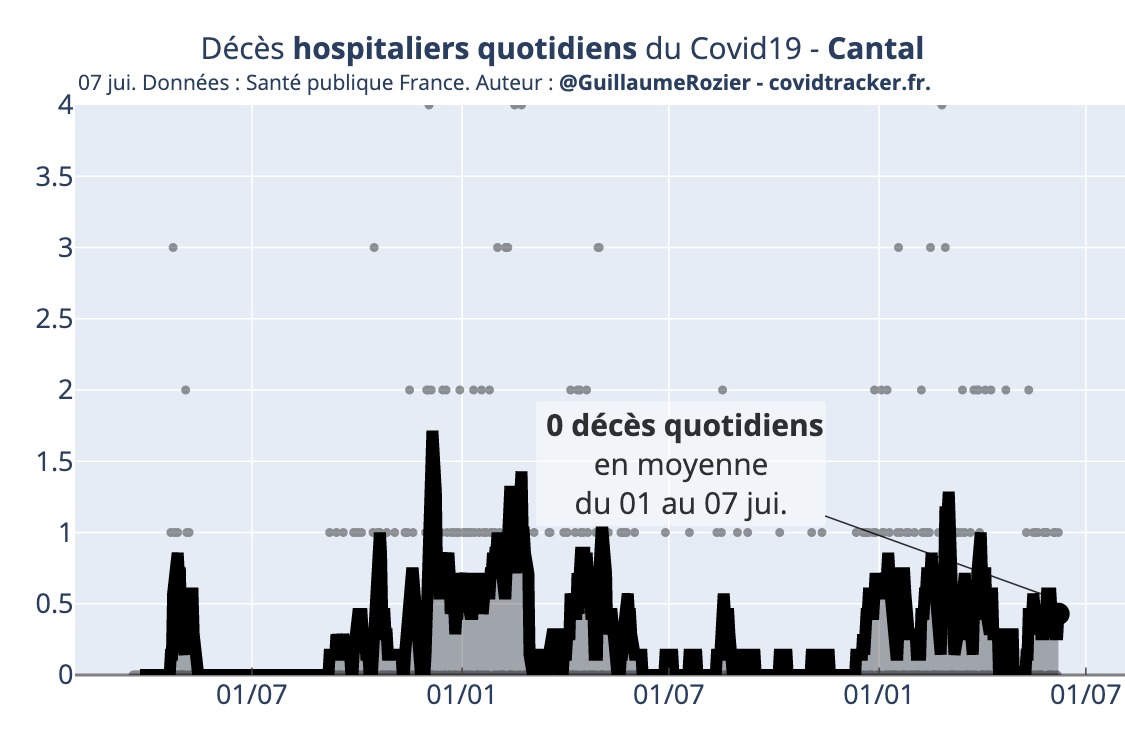 Décès hospitaliers quotidiens du Covid19 - Cantal
07 jui. Données : Santé publique France. Auteur : @GuillaumeRozier - covidtracker.fr.
4
3.5
3
2.5
2
1.5
1
0.5
0
0 décès quotidiens
en moyenne
du 01 au 07 jui.
01/07 01/01 01/07 01/01 01/07